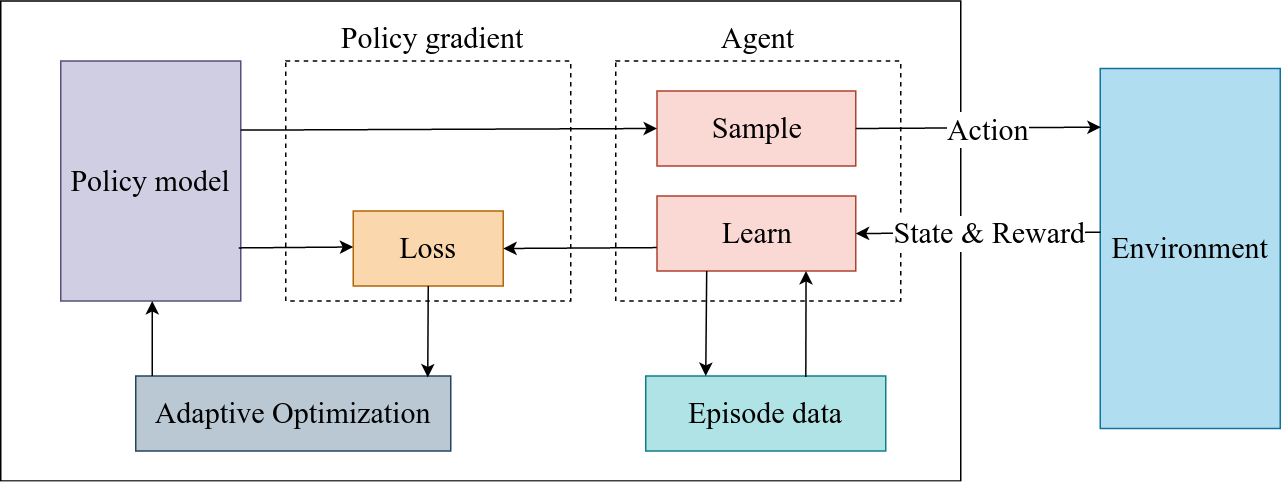 Policy gradient
Agent
Policy model
Sample
Action
Loss
Learn
State & Reward
Environment
Adaptive Optimization
Episode data